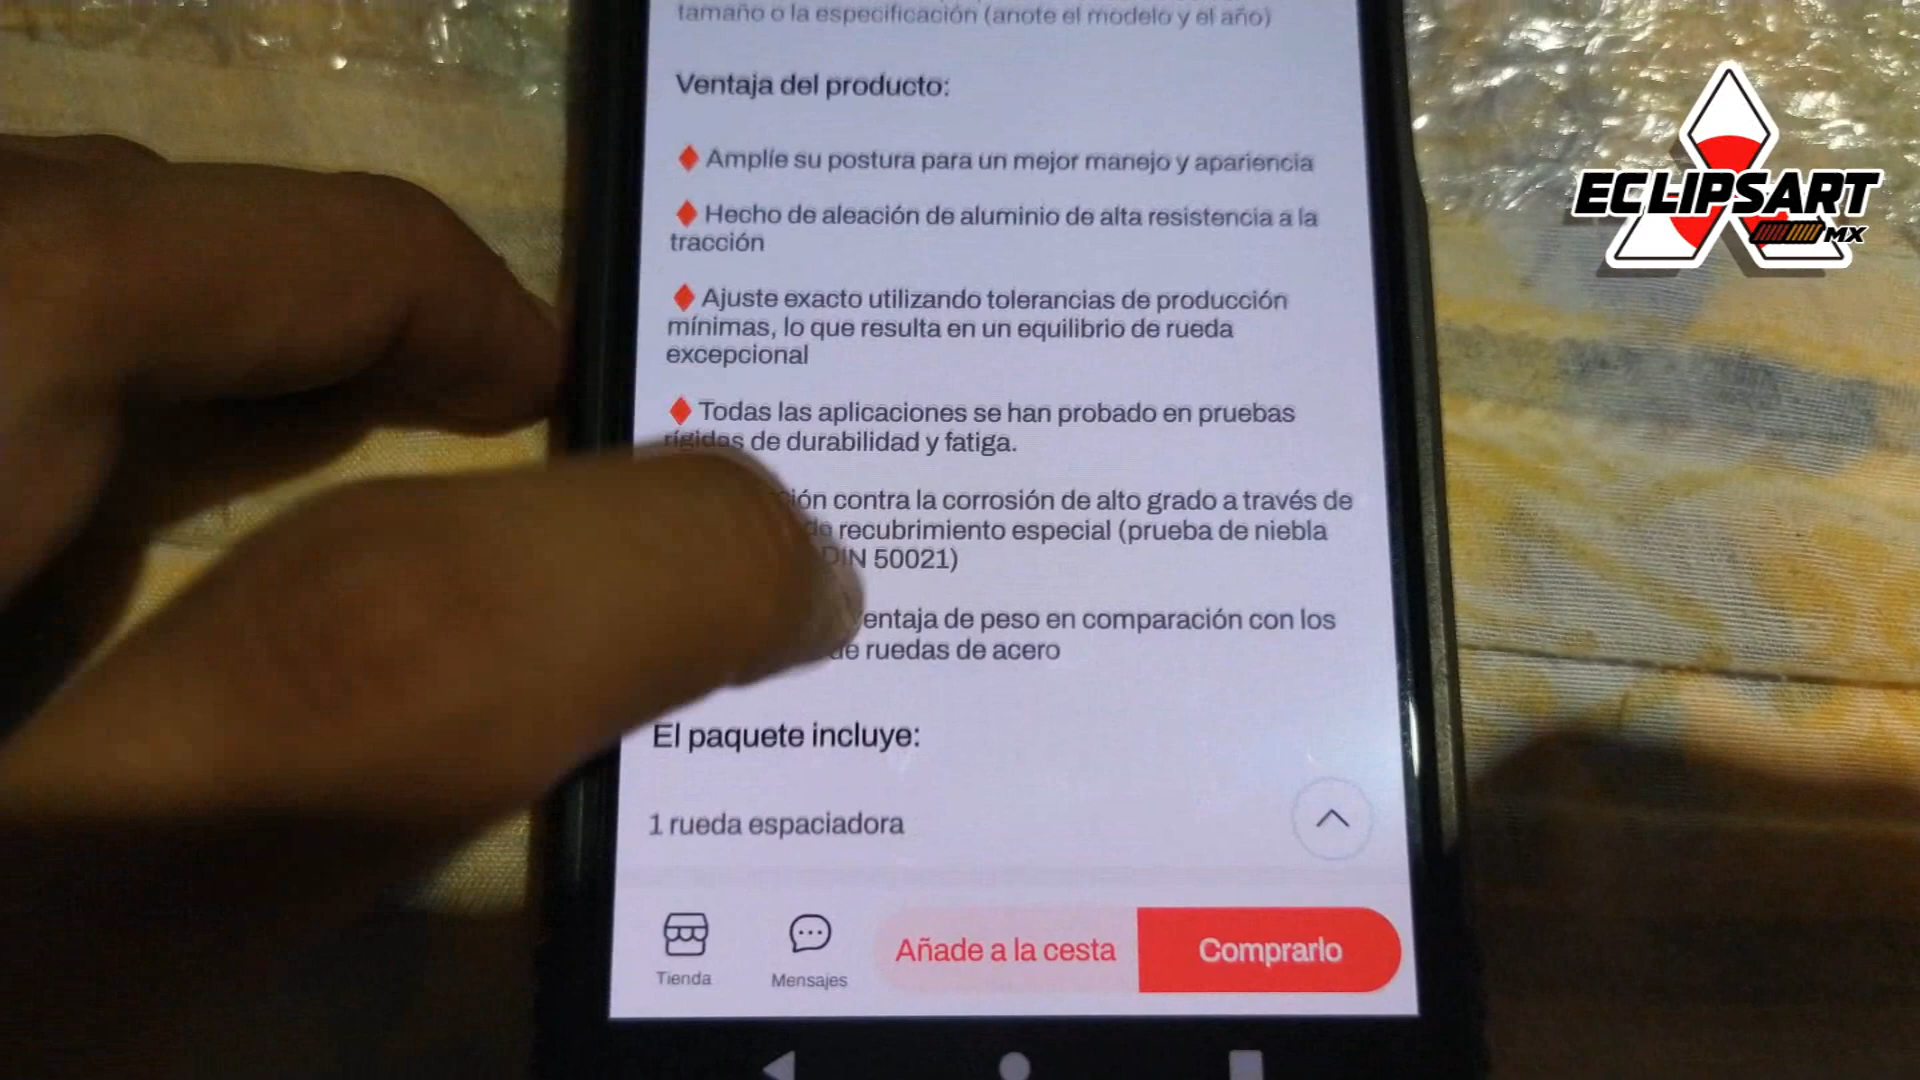 tamaño o la especificación (anote el modelo y el año)
Ventaja del producto:
Amplíe su postura para un mejor manejo y apariencia
Hecho de aleación de aluminio de alta resistencia a la
tracción
Ajuste exacto utilizando tolerancias de producción
mínimas, lo que resulta en un equilibrio de rueda
excepcional
Todas las aplicaciones se han probado en pruebas
rígidas de durabilidad y fatiga.
contra la corrosión de alto grado a través de
recubrimiento especial (prueba de niebla
DIN 50021)
ventaja de peso en comparación con los
de ruedas de acero
El paquete incluye:
1 rueda espaciadora
Tienda
Mensajes
Añade a la cesta
Comprarlo
ECLIPSART
MX